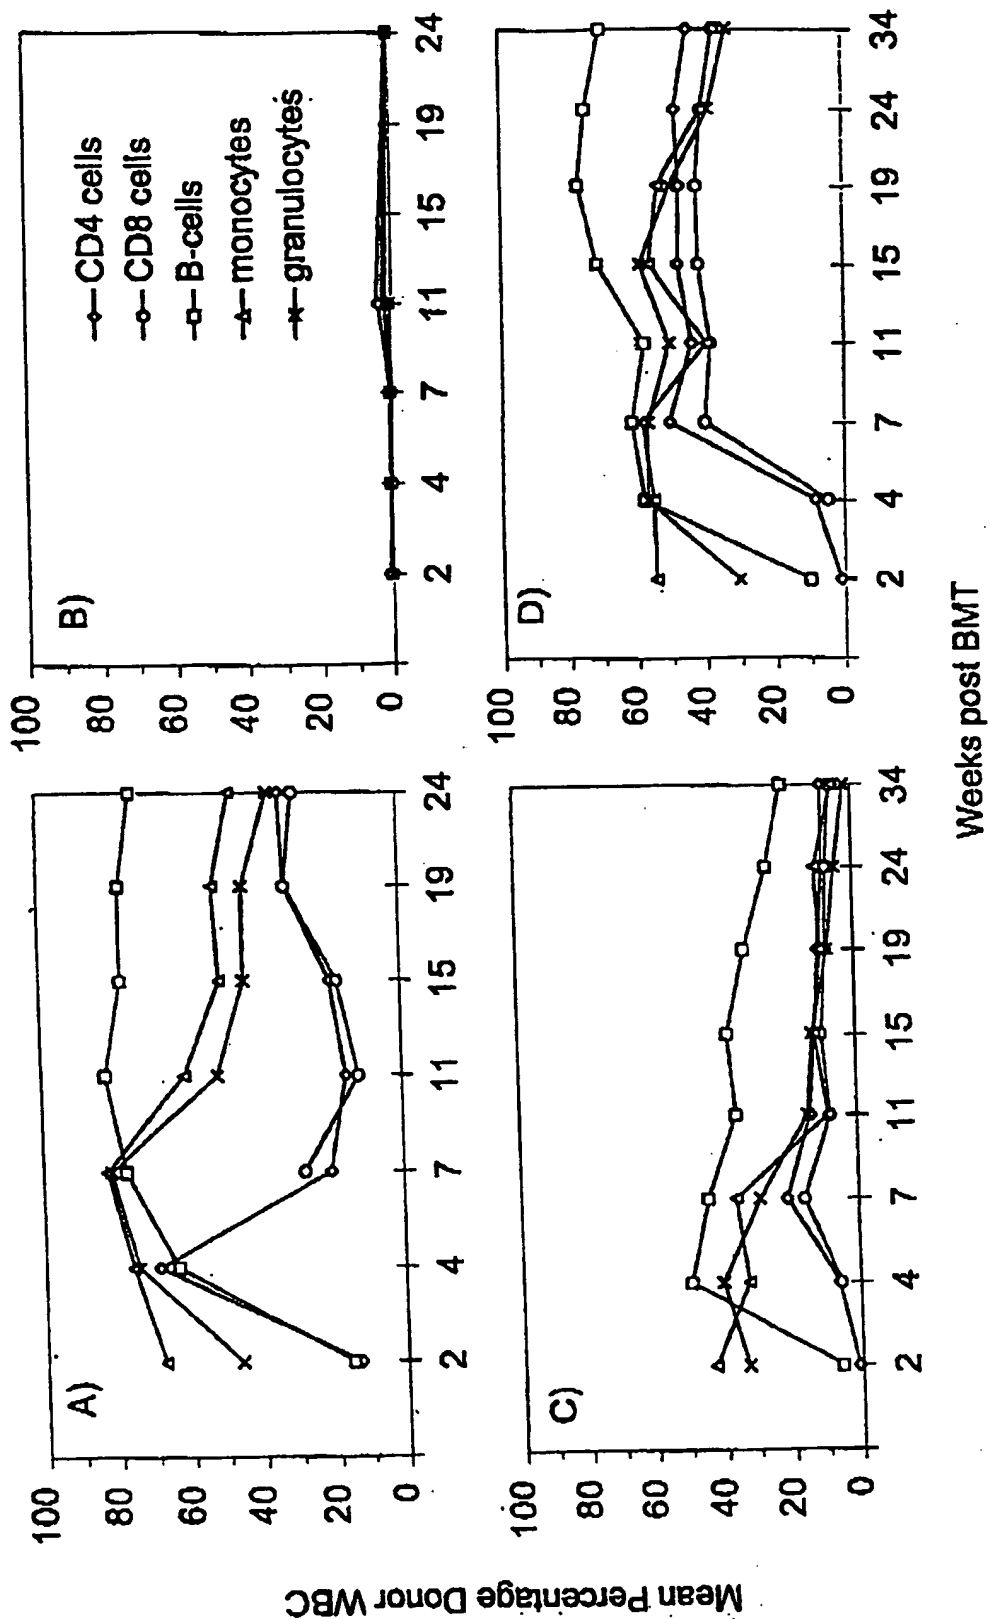 Mean Percentage Donor WBC
A)
100
80
60
40
20
0
2 4 7 11 15 19 24
B)
100
80
60
40
20
0
2 4 7 11 15 19 24
CD4 cells
CD8 cells
B-cells
monocytes
granulocytes
C)
100
80
60
40
20
0
2 4 7 11 15 19 24 34
D)
100
80
60
40
20
0
2 4 7 11 15 19 24 34
Weeks post BMT